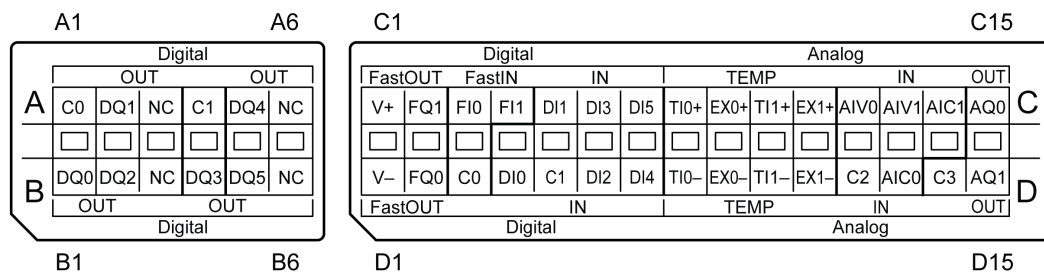 A1 A6 C1 C15
Digital Digital Analog
OUT OUT FastOUT FastIN IN TEMP IN OUT
A C0 DQ1 NC C1 DQ4 NC V+ FQ1 FI0 FI1 DI1 DI3 DI5 TI0+ EX0+ TI1+ EX1+ AIV0 AIV1 AIC1 AQ0 C
B DQ0 DQ2 NC DQ3 DQ5 NC V– FQ0 C0 DI0 C1 DI2 DI4 TI0– EX0– TI1– EX1– C2 AIC0 C3 AQ1 D
OUT OUT FastOUT IN TEMP IN OUT
Digital Digital Analog
B1 B6 D1 D15